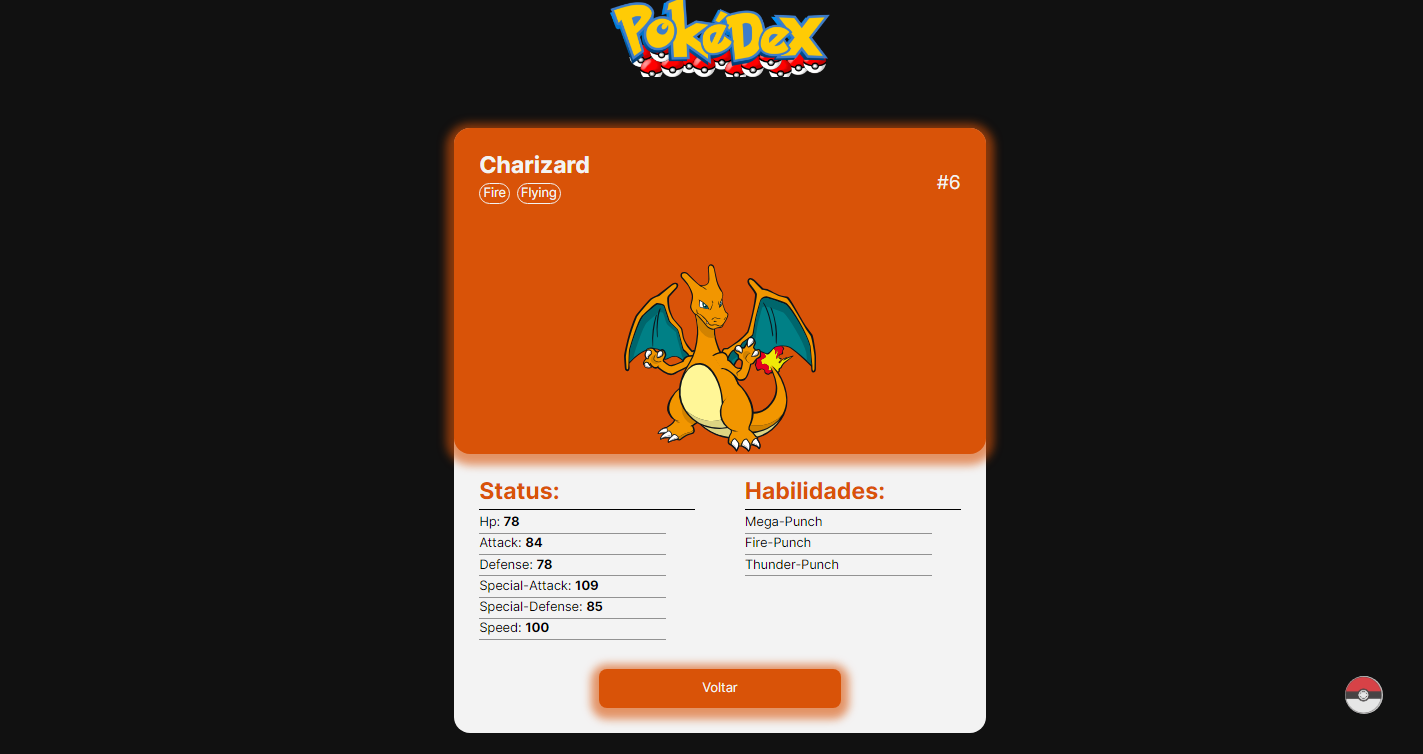 PokéDex
Charizard
Fire Flying
#6
Status:
Hp: 78
Attack: 84
Defense: 78
Special-Attack: 109
Special-Defense: 85
Speed: 100
Habilidades:
Mega-Punch
Fire-Punch
Thunder-Punch
Voltar